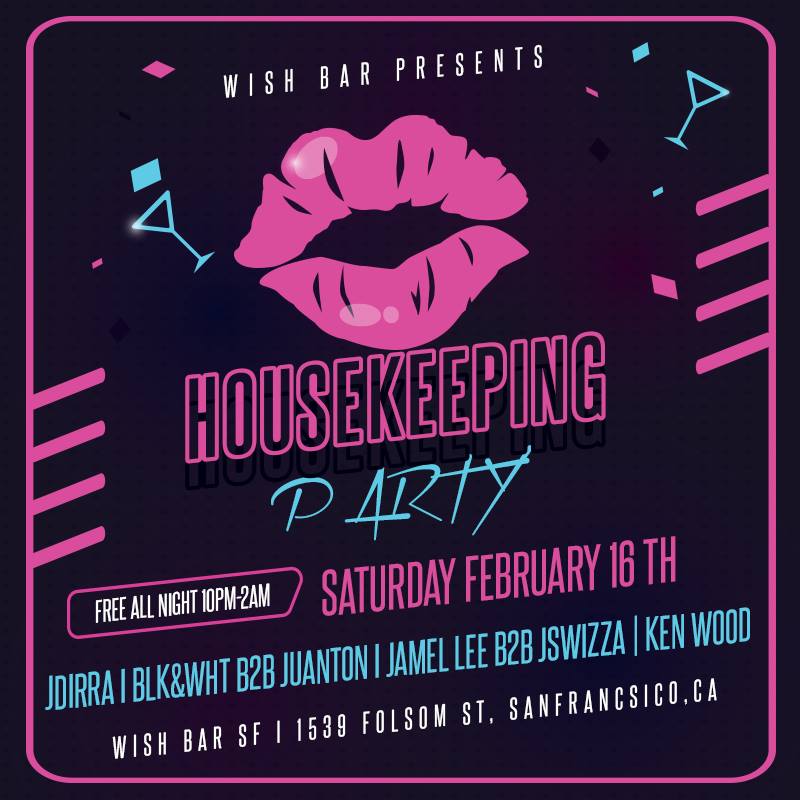 WISH BAR PRESENTS
HOUSEKEEPING
PARTY
FREE ALL NIGHT 10PM-2AM
SATURDAY FEBRUARY 16 TH
JDIRRA | BLK&WHT B2B JUANTON | JAMEL LEE B2B JSWIZZA | KEN WOOD
WISH BAR SF | 1539 FOLSOM ST, SANFRANCSICO,CA